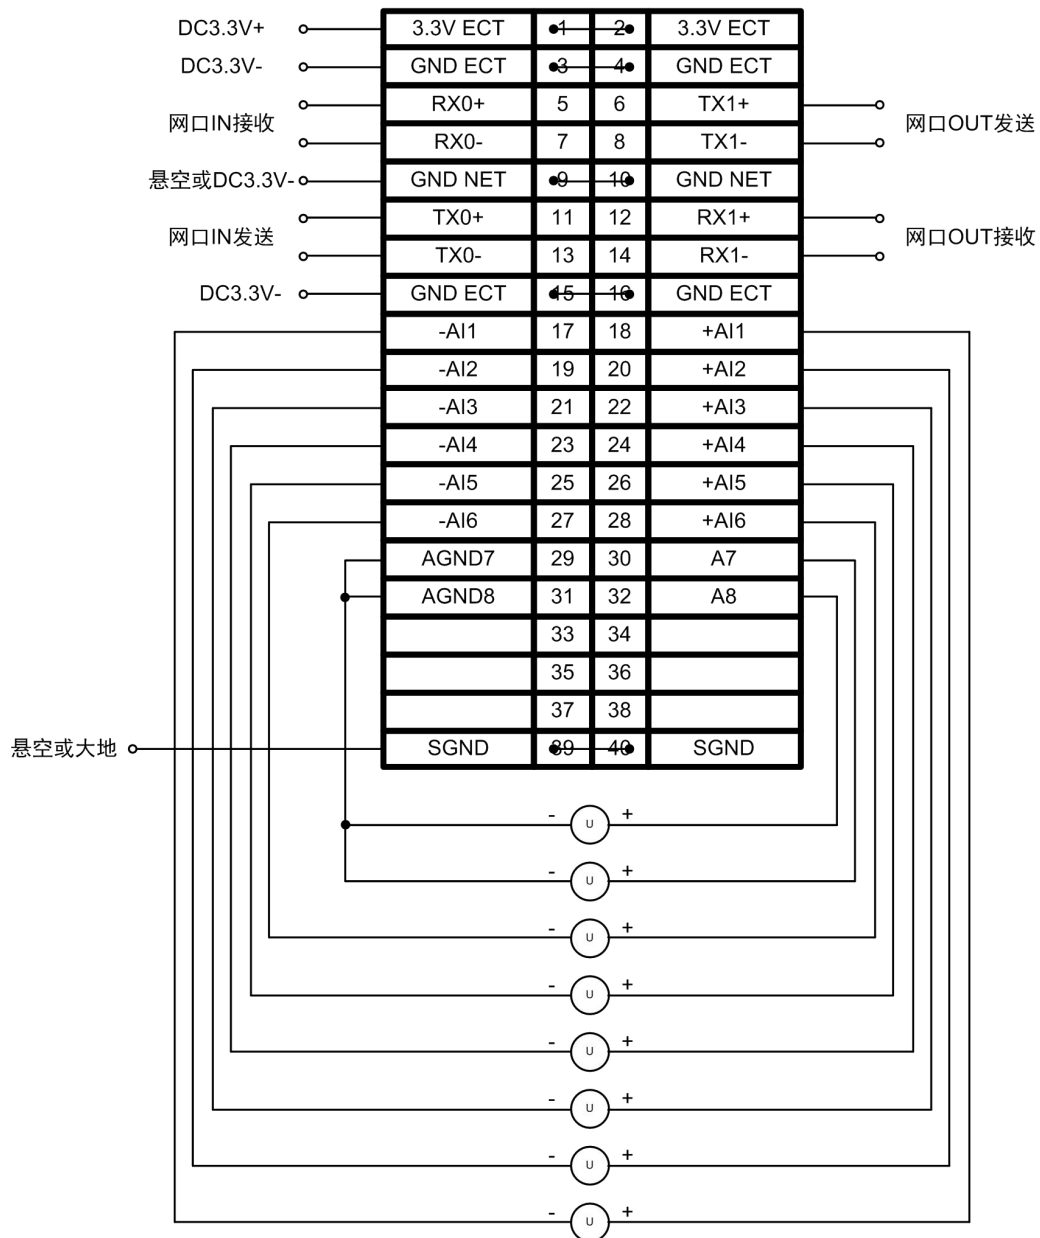 DC3.3V+ 3.3V ECT 1 2 3.3V ECT
DC3.3V- GND ECT 3 4 GND ECT
RX0+ 5 6 TX1+
网口IN接收 网口OUT发送
RX0- 7 8 TX1-
悬空或DC3.3V- GND NET 9 10 GND NET
TX0+ 11 12 RX1+
网口IN发送 网口OUT接收
TX0- 13 14 RX1-
DC3.3V- GND ECT 15 16 GND ECT
-AI1 17 18 +AI1
-AI2 19 20 +AI2
-AI3 21 22 +AI3
-AI4 23 24 +AI4
-AI5 25 26 +AI5
-AI6 27 28 +AI6
AGND7 29 30 A7
AGND8 31 32 A8
33 34
35 36
37 38
悬空或大地 SGND 39 40 SGND
- U +
- U +
- U +
- U +
- U +
- U +
- U +
- U +